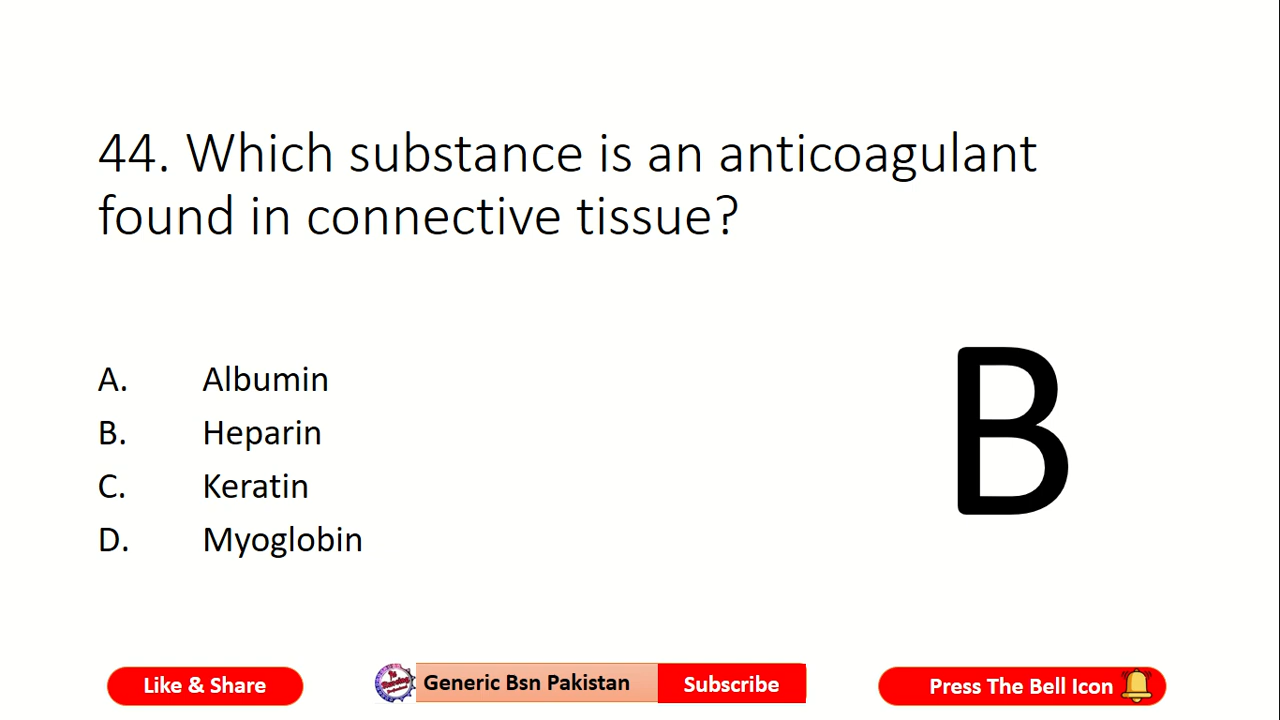 44. Which substance is an anticoagulant
found in connective tissue?
A. Albumin
B. Heparin
C. Keratin
D. Myoglobin
B
Like & Share
Generic Bsn Pakistan
Subscribe
Press The Bell Icon